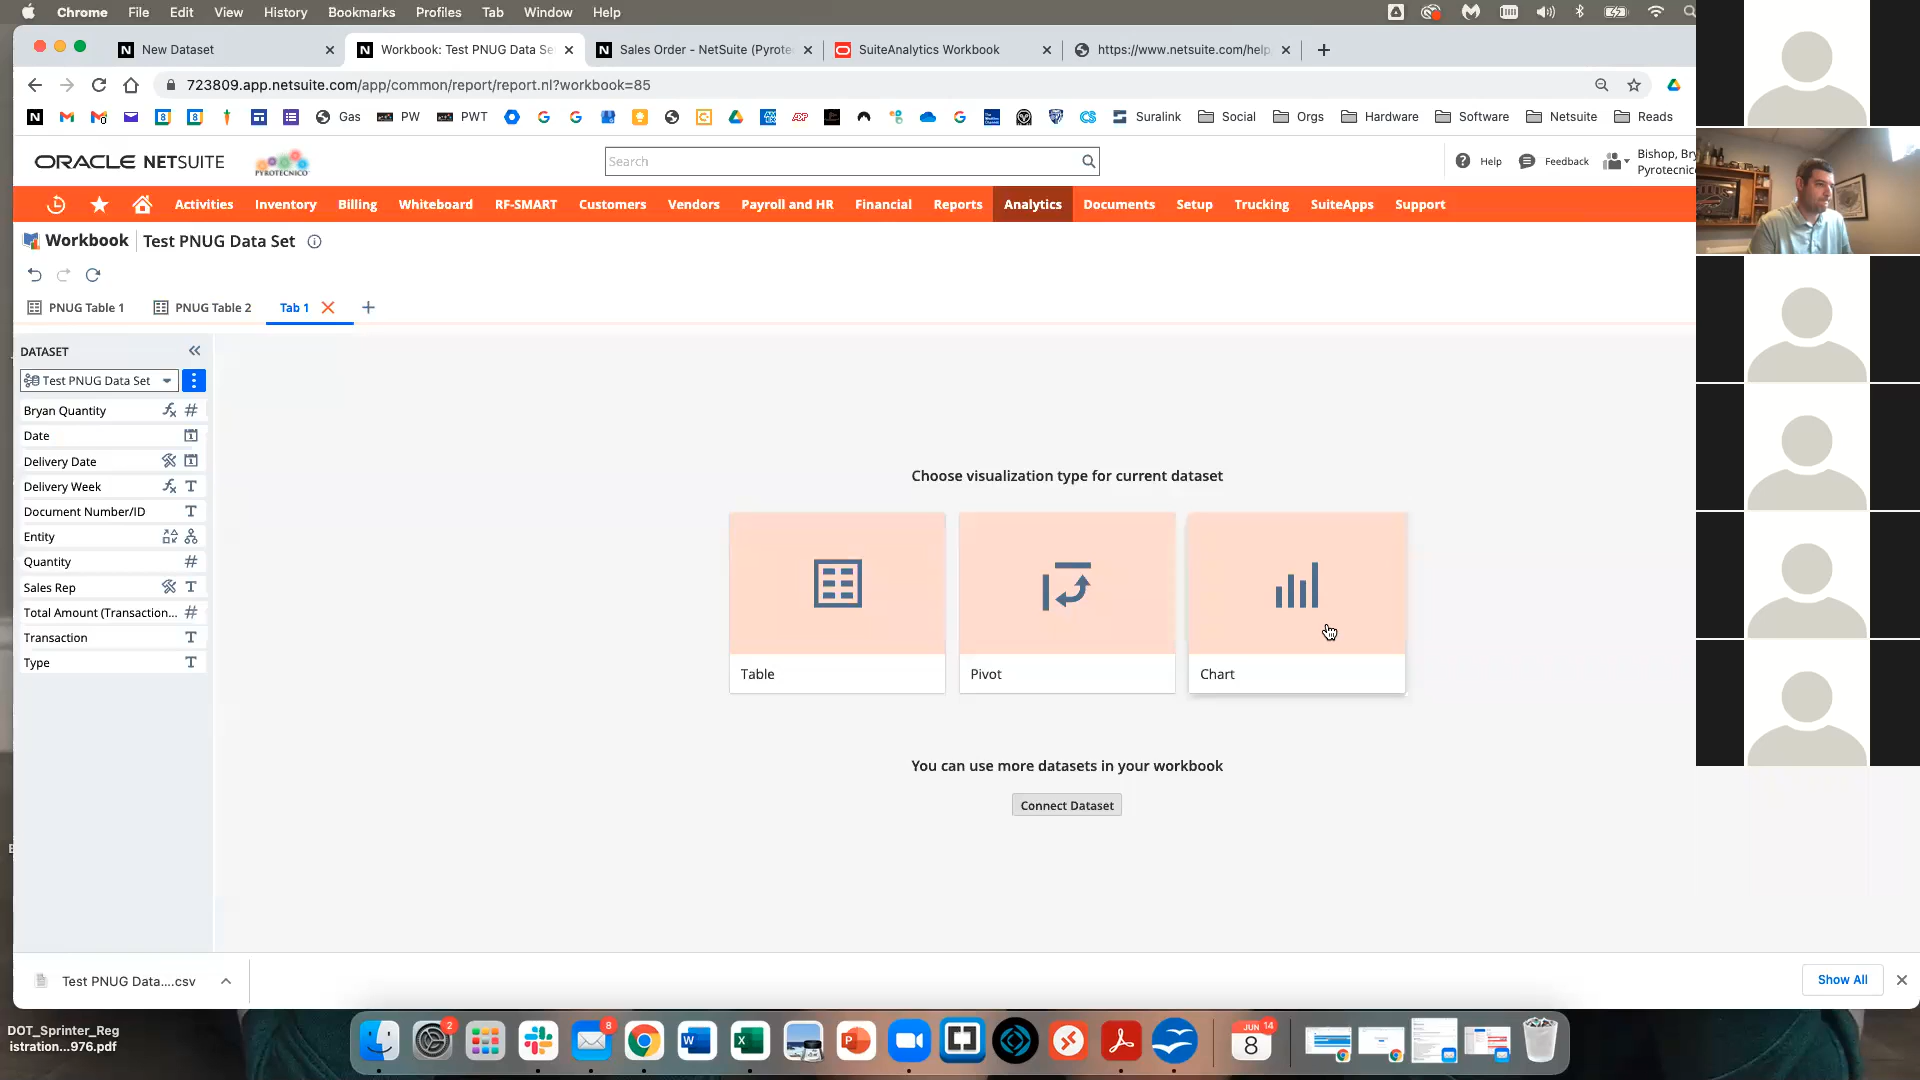 Chrome File Edit View History Bookmarks Profiles Tab Window Help
New Dataset
Workbook: Test PNUG Data Se
Sales Order - NetSuite (Pyrote
SuiteAnalytics Workbook
https://www.netsuite.com/help
723809.app.netsuite.com/app/common/report/report.nl?workbook=85
Gas PW PWT Suralink Social Orgs Hardware Software Netsuite Reads
ORACLE NETSUITE
PYROTECNICO
Search
Help
Feedback
Bishop, Bry
Pyrotecnic
Activities Inventory Billing Whiteboard RF-SMART Customers Vendors Payroll and HR Financial Reports Analytics Documents Setup Trucking SuiteApps Support
Workbook Test PNUG Data Set
PNUG Table 1 PNUG Table 2 Tab 1
DATASET
Test PNUG Data Set
Bryan Quantity
Date
Delivery Date
Delivery Week
Document Number/ID
Entity
Quantity
Sales Rep
Total Amount (Transaction...
Transaction
Type
Choose visualization type for current dataset
Table
Pivot
Chart
You can use more datasets in your workbook
Connect Dataset
Test PNUG Data....csv
Show All
DOT_Sprinter_Reg
istration...976.pdf
2
8
JUN 14
8